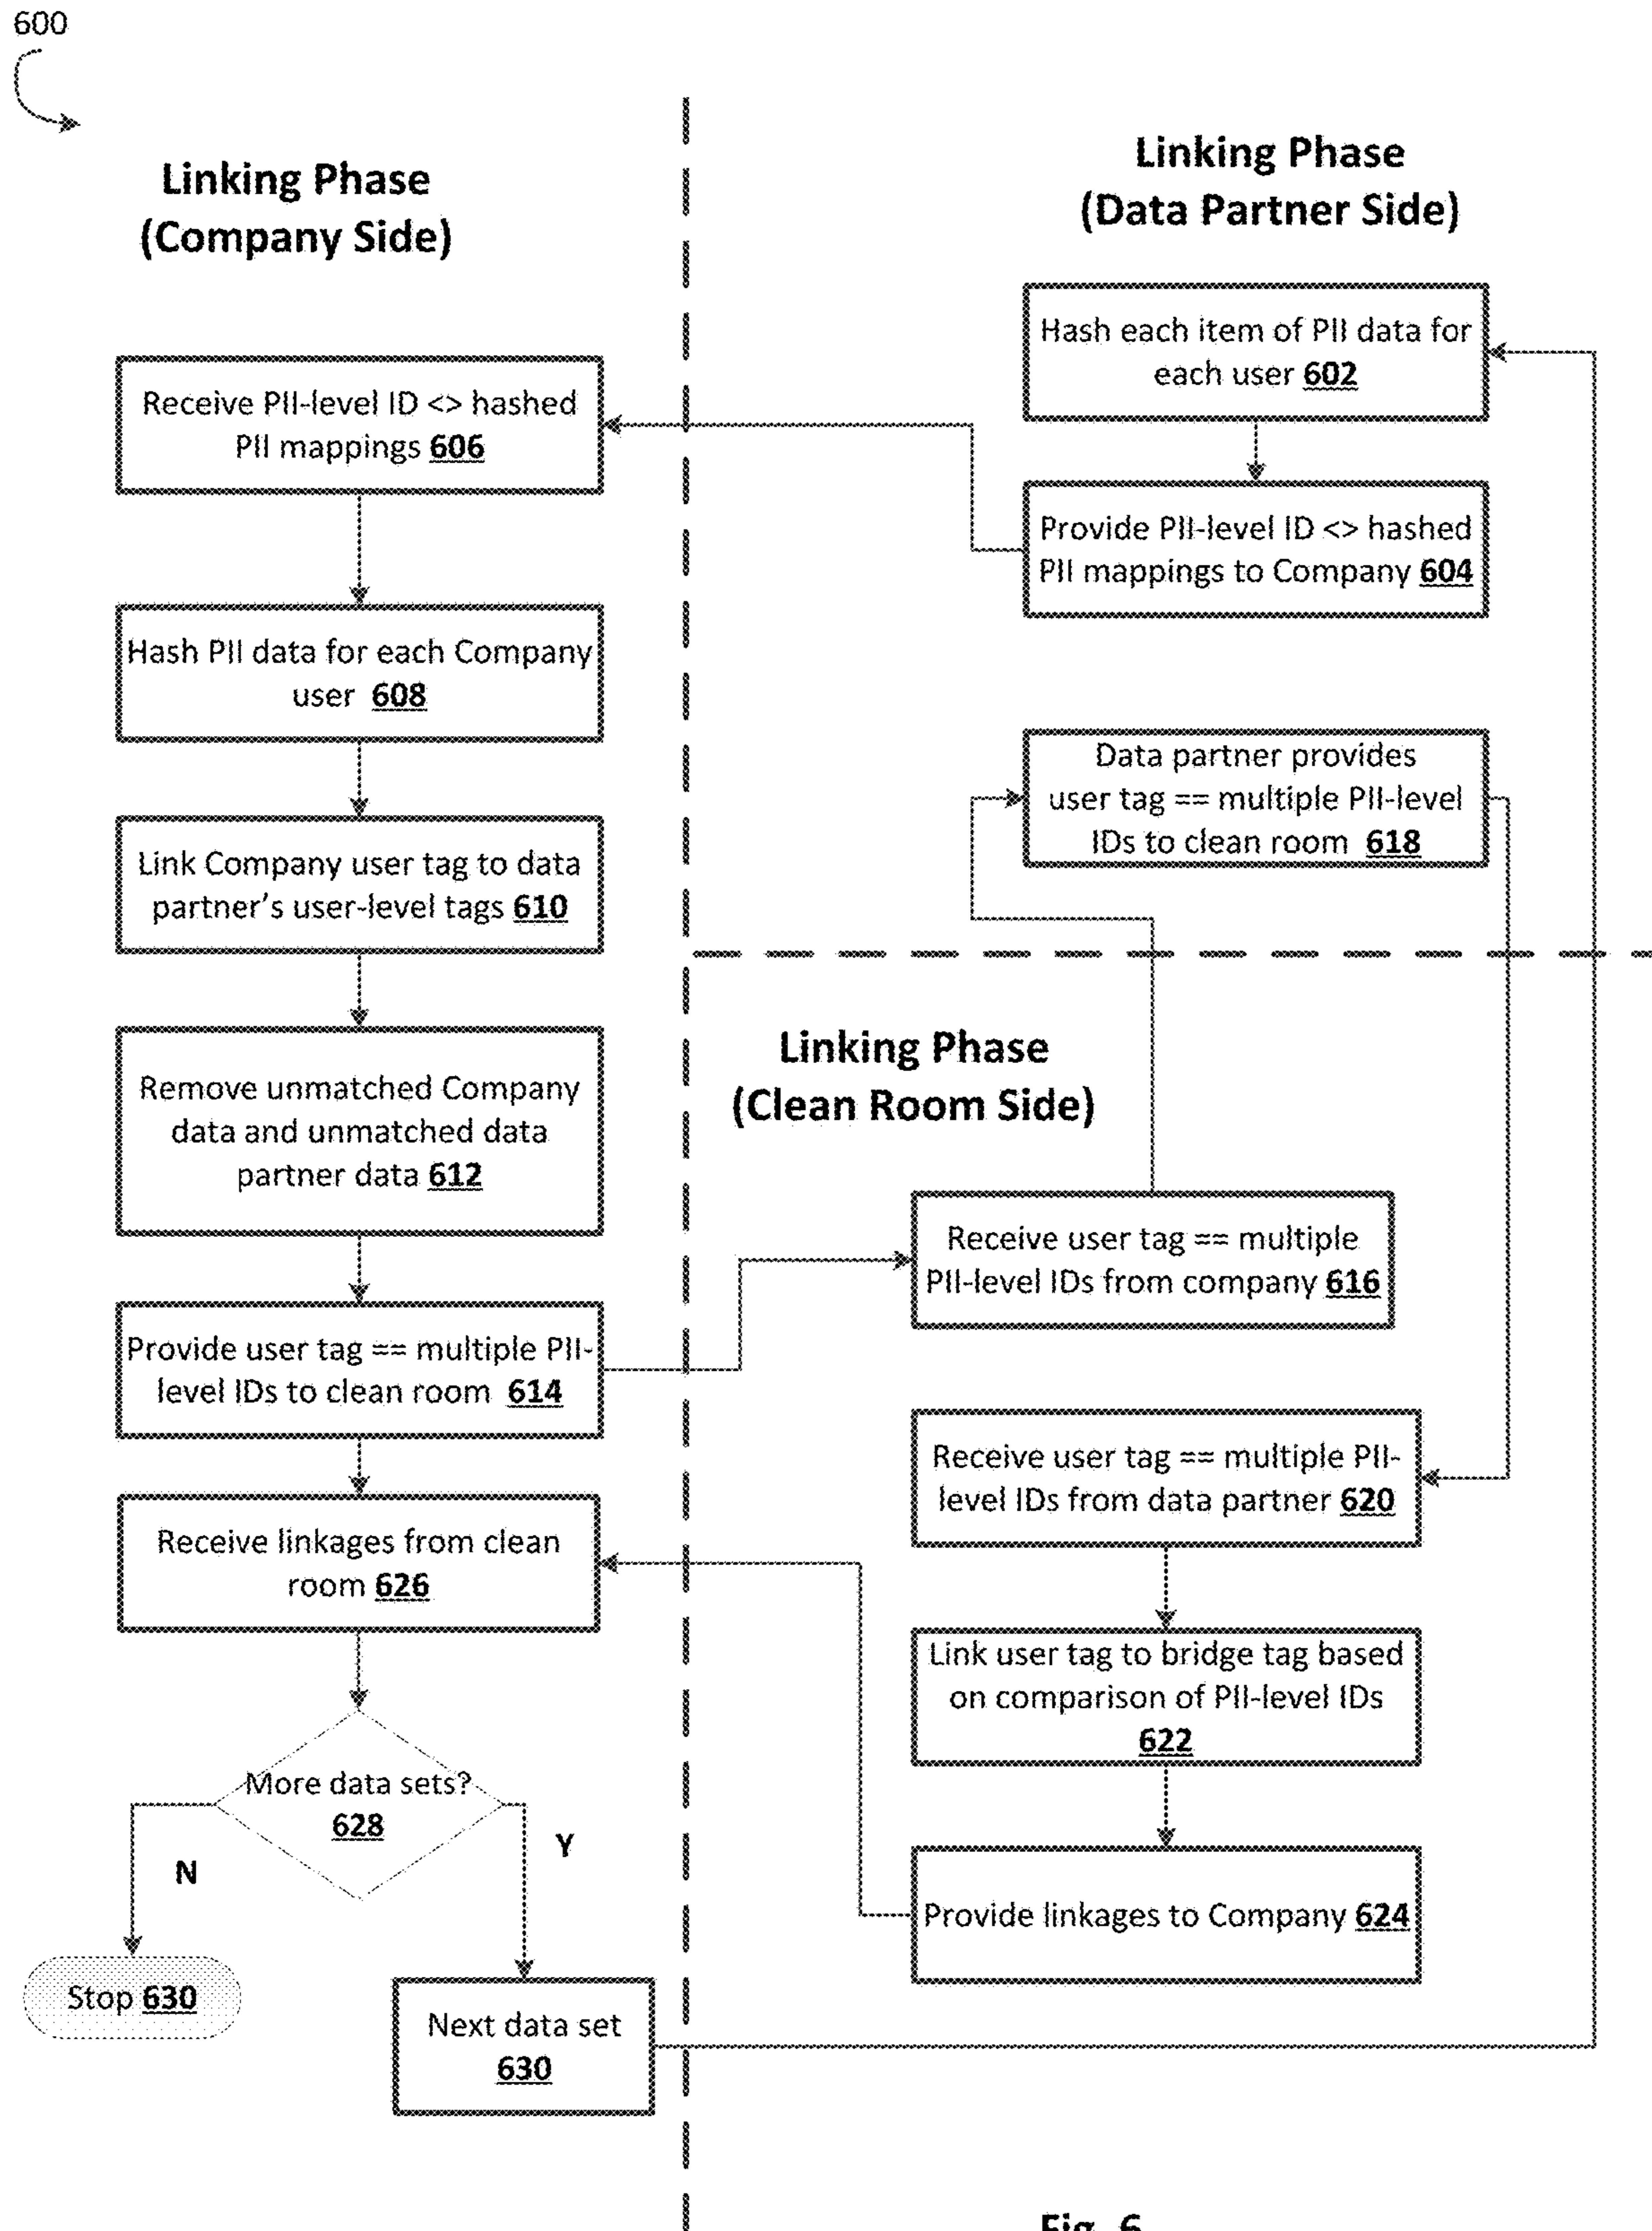 600
Linking Phase
(Company Side)
Linking Phase
(Data Partner Side)
Hash each item of PII data for
each user 602
Receive PII-level ID <> hashed
PII mappings 606
Provide PII-level ID <> hashed
PII mappings to Company 604
Hash PII data for each Company
user 608
Data partner provides
user tag == multiple PII-level
IDs to clean room 618
Link Company user tag to data
partner's user-level tags 610
Linking Phase
(Clean Room Side)
Remove unmatched Company
data and unmatched data
partner data 612
Receive user tag == multiple
PII-level IDs from company 616
Provide user tag == multiple PII-
level IDs to clean room 614
Receive user tag == multiple PII-
level IDs from data partner 620
Receive linkages from clean
room 626
Link user tag to bridge tag based
on comparison of PII-level IDs
622
More data sets?
628
N
Y
Provide linkages to Company 624
Stop 630
Next data set
630
Fig. 6